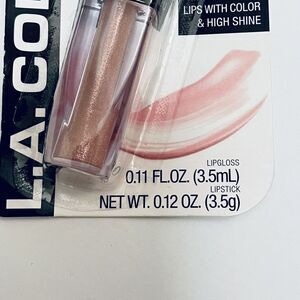 LIPS WITH COLOR
& HIGH SHINE
L.A. COL
LIPGLOSS
0.11 FL.OZ. (3.5mL)
LIPSTICK
NET WT. 0.12 OZ. (3.5g)